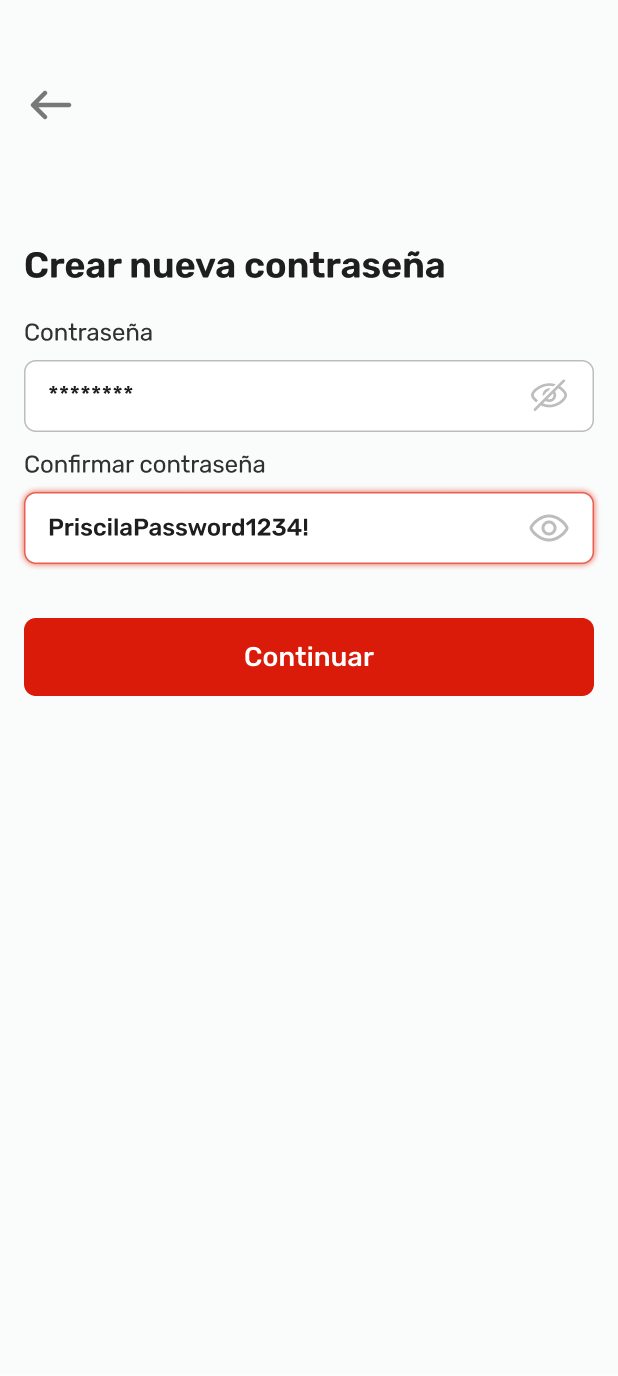 Crear nueva contraseña
Contraseña
********
Confirmar contraseña
PriscilaPassword1234!
Continuar